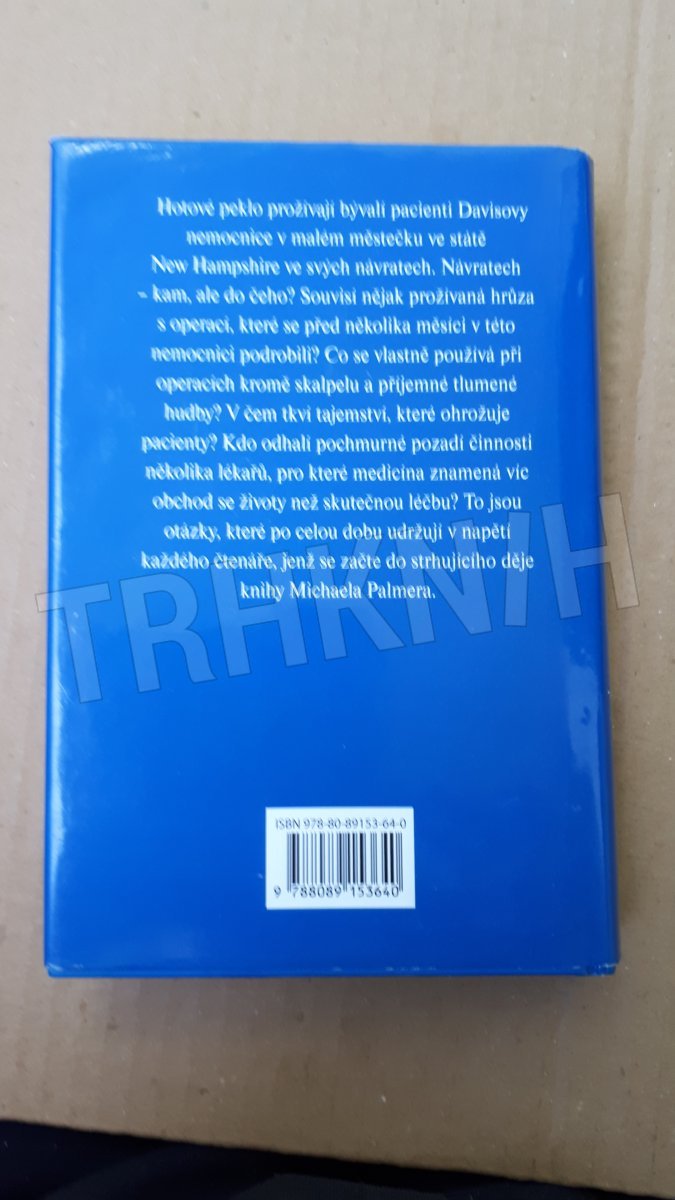 Hotové peklo prožívají bývalí pacienti Davisovy
nemocnice v malém městečku ve státě
New Hampshire ve svých návratech. Návratech
– kam, ale do čeho? Souvisí nějak prožívaná hrůza
s operací, které se před několika měsíci v této
nemocnici podrobili? Co se vlastně používá při
operacích kromě skalpelu a příjemné tlumené
hudby? V čem tkví tajemství, které ohrožuje
pacienty? Kdo odhalí pochmurné pozadí činnosti
několika lékařů, pro které medicína znamená víc
obchod se životy než skutečnou léčbu? To jsou
otázky, které po celou dobu udržují v napětí
každého čtenáře, jenž se začte do strhujícího děje
knihy Michaela Palmera.
TRHKNIH
ISBN 978-80-89153-64-0
9 788089 153640